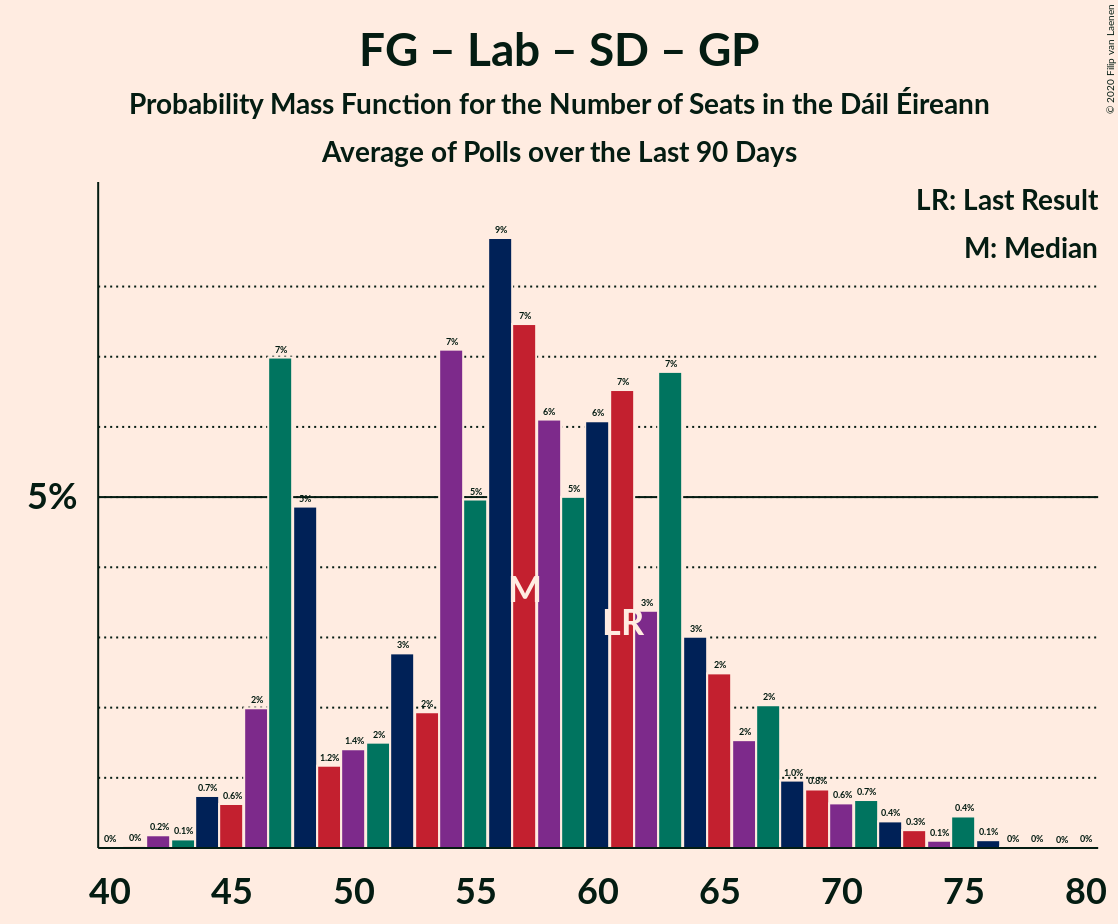 FG – Lab – SD – GP
Probability Mass Function for the Number of Seats in the Dáil Éireann
Average of Polls over the Last 90 Days
© 2020 Filip van Laenen
LR: Last Result
M: Median
5%
0% 0% 0.2% 0.1% 0.7% 0.6% 2% 7% 5% 1.2% 1.4% 2% 3% 2% 7% 5% 9% 7% 6% 5% 6% 7% 3% 7% 3% 2% 2% 2% 1.0% 0.8% 0.6% 0.7% 0.4% 0.3% 0.1% 0.4% 0.1% 0% 0% 0% 0%
M
LR
40 45 50 55 60 65 70 75 80